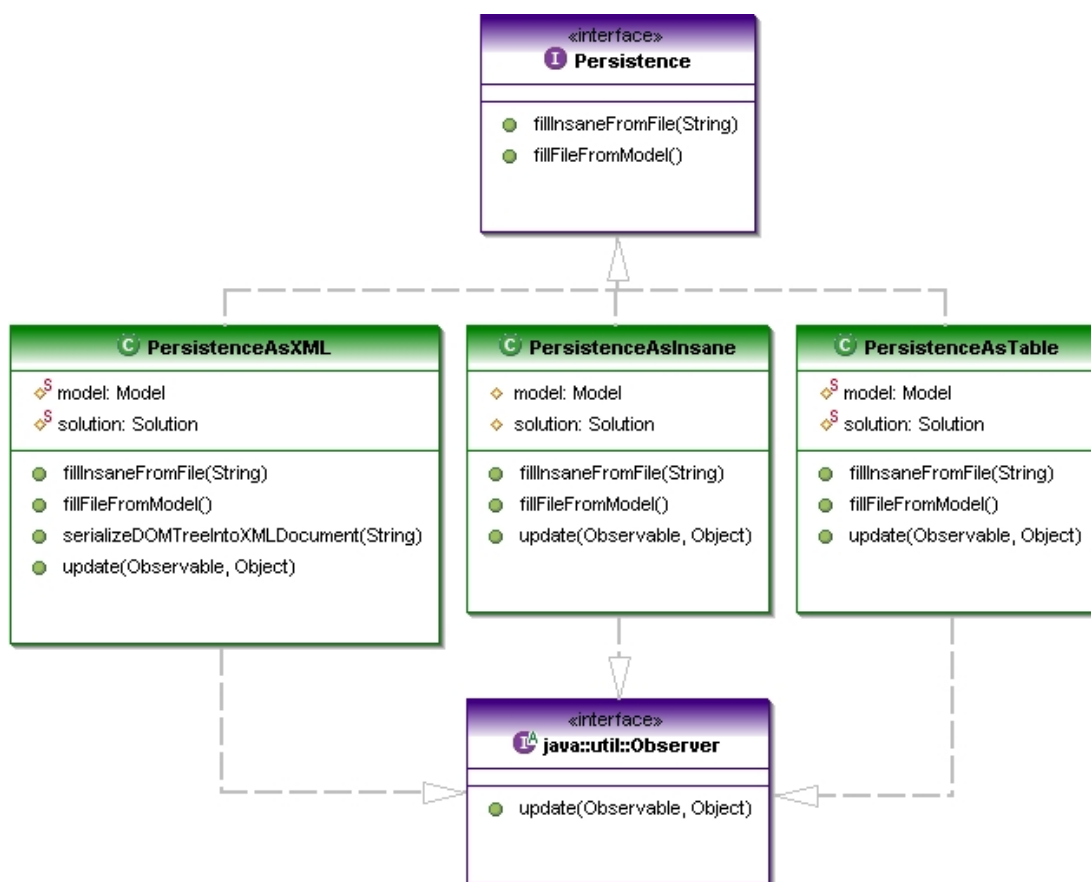 «interface»
I Persistence
fillInsaneFromFile(String)
fillFileFromModel()
C PersistenceAsXML
S model: Model
S solution: Solution
fillInsaneFromFile(String)
fillFileFromModel()
serializeDOMTreeIntoXMLDocument(String)
update(Observable, Object)
C PersistenceAsInsane
model: Model
solution: Solution
fillInsaneFromFile(String)
fillFileFromModel()
update(Observable, Object)
C PersistenceAsTable
S model: Model
S solution: Solution
fillInsaneFromFile(String)
fillFileFromModel()
update(Observable, Object)
«interface»
I A java::util::Observer
update(Observable, Object)